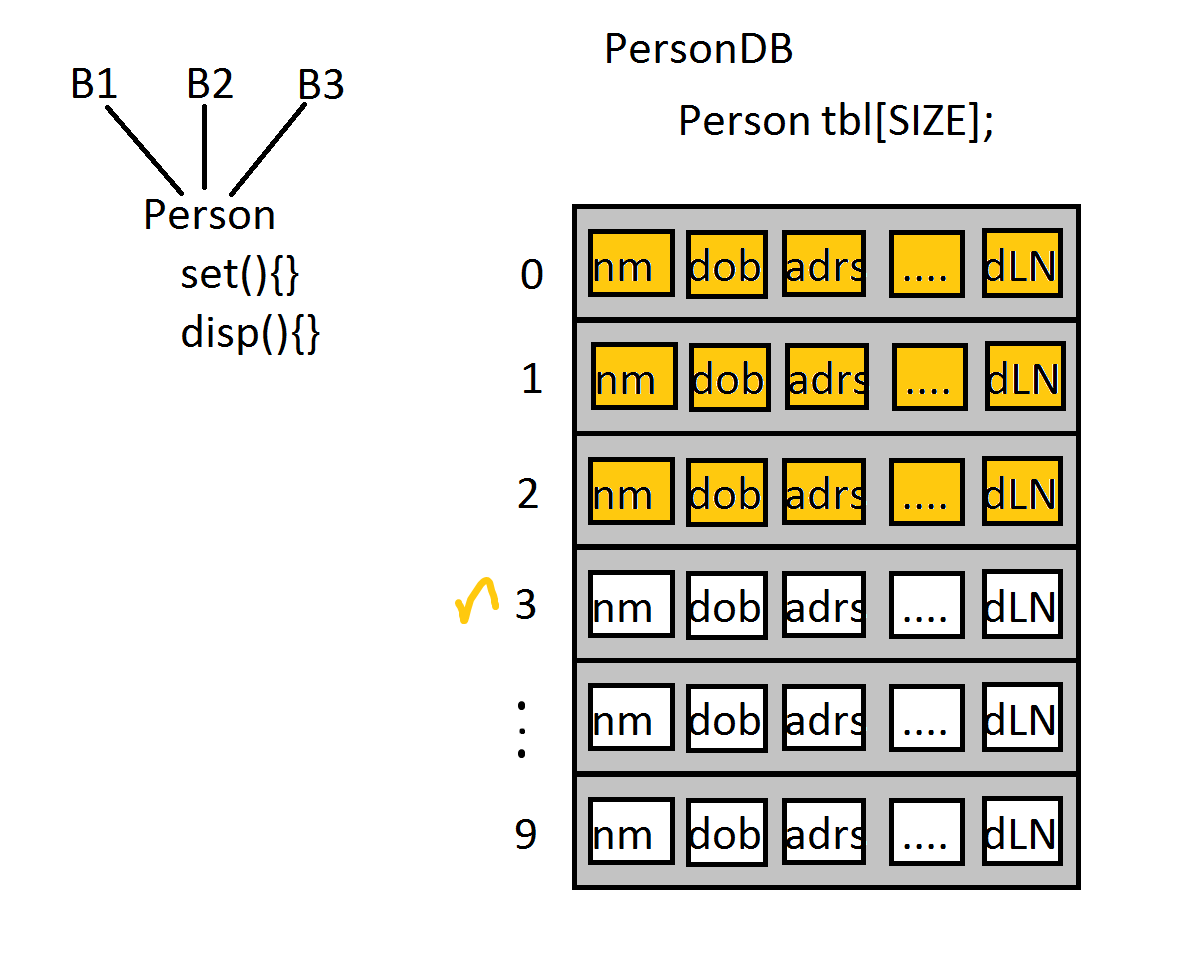 B1 B2 B3
Person
set(){}
disp(){}
PersonDB
Person tbl[SIZE];
0 nm dob adrs .... dLN
1 nm dob adrs .... dLN
2 nm dob adrs .... dLN
3 nm dob adrs .... dLN
⋮ nm dob adrs .... dLN
9 nm dob adrs .... dLN